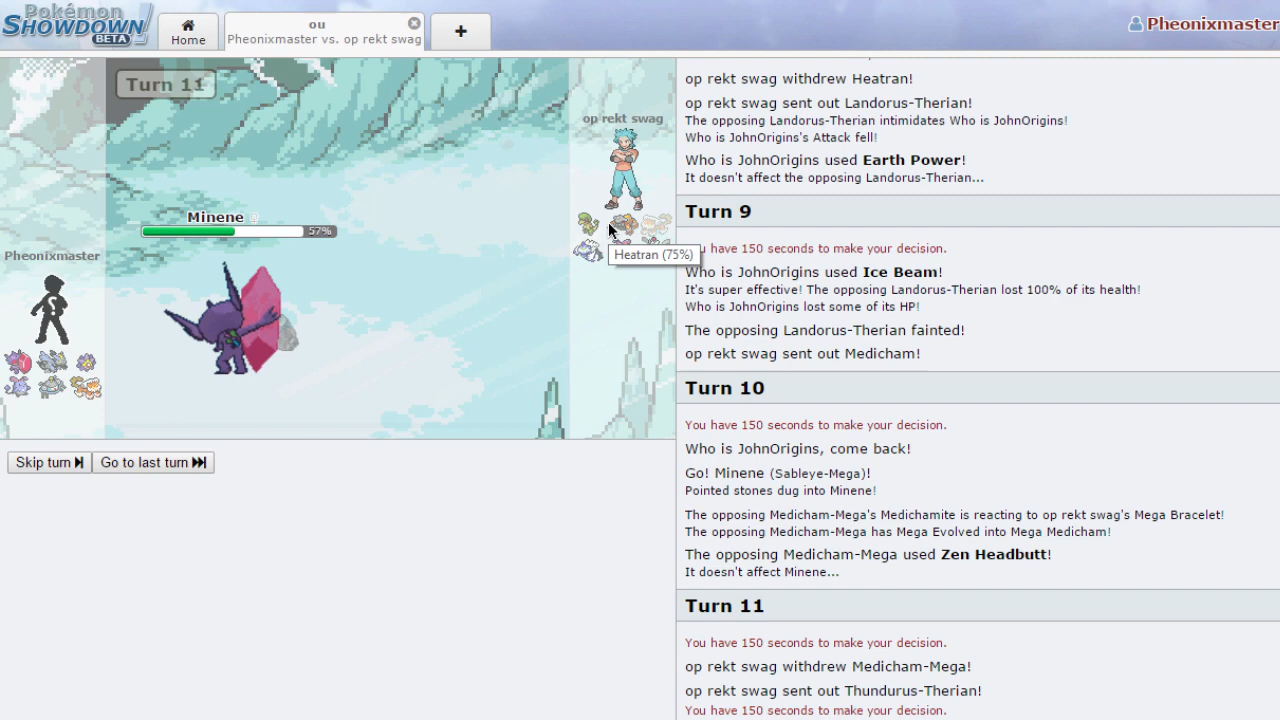 Pokémon
SHOWDOWN!
BETA
Home
ou
Pheonixmaster vs. op rekt swag
+
Pheonixmaster
Turn 11
op rekt swag
Minene
57%
Heatran (75%)
Pheonixmaster
Skip turn
Go to last turn
op rekt swag withdrew Heatran!
op rekt swag sent out Landorus-Therian!
The opposing Landorus-Therian intimidates Who is JohnOrigins!
Who is JohnOrigins's Attack fell!
Who is JohnOrigins used Earth Power!
It doesn't affect the opposing Landorus-Therian...
Turn 9
have 150 seconds to make your decision.
Who is JohnOrigins used Ice Beam!
It's super effective! The opposing Landorus-Therian lost 100% of its health!
Who is JohnOrigins lost some of its HP!
The opposing Landorus-Therian fainted!
op rekt swag sent out Medicham!
Turn 10
You have 150 seconds to make your decision.
Who is JohnOrigins, come back!
Go! Minene (Sableye-Mega)!
Pointed stones dug into Minene!
The opposing Medicham-Mega's Medichamite is reacting to op rekt swag's Mega Bracelet!
The opposing Medicham-Mega has Mega Evolved into Mega Medicham!
The opposing Medicham-Mega used Zen Headbutt!
It doesn't affect Minene...
Turn 11
You have 150 seconds to make your decision.
op rekt swag withdrew Medicham-Mega!
op rekt swag sent out Thundurus-Therian!
You have 150 seconds to make your decision.